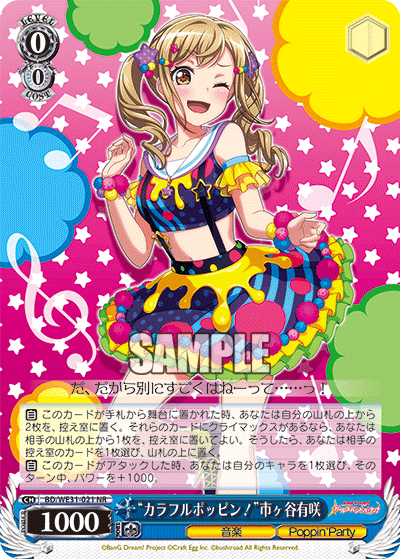 LEVEL
0
0
COST
SAMPLE
だ、だから別にすごくはねーって……っ!
自 このカードが手札から舞台に置かれた時、あなたは自分の山札の上から
2枚を、控え室に置く。それらのカードにクライマックスがあるなら、あなたは
相手の山札の上から1枚を、控え室に置いてよい。そうしたら、あなたは相手
の控え室のカードを1枚選び、山札の上に置く。
自 このカードがアタックした時、あなたは自分のキャラを1枚選び、その
ターン中、パワーを+1000。
CH BD/WE31-021 NR
1000
"カラフルポッピン!"市ヶ谷有咲
音楽
Poppin'Party
©BanG Dream! Project ©Craft Egg Inc. ©bushiroad All Rights Reserved.